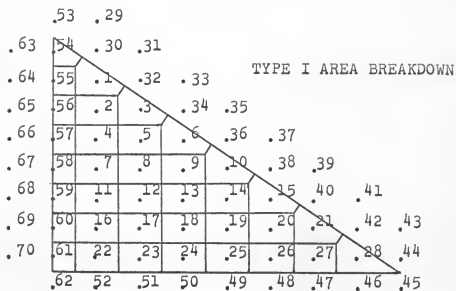 .53 .29
.63 .54 .30 .31
TYPE I AREA BREAKDOWN
.64 .55 .1 .32 .33
.65 .56 .2 .3 .34 .35
.66 .57 .4 .5 .6 .36 .37
.67 .58 .7 .8 .9 .10 .38 .39
.68 .59 .11 .12 .13 .14 .15 .40 .41
.69 .60 .16 .17 .18 .19 .20 .21 .42 .43
.70 .61 .22 .23 .24 .25 .26 .27 .28 .44
.62 .52 .51 .50 .49 .48 .47 .46 .45